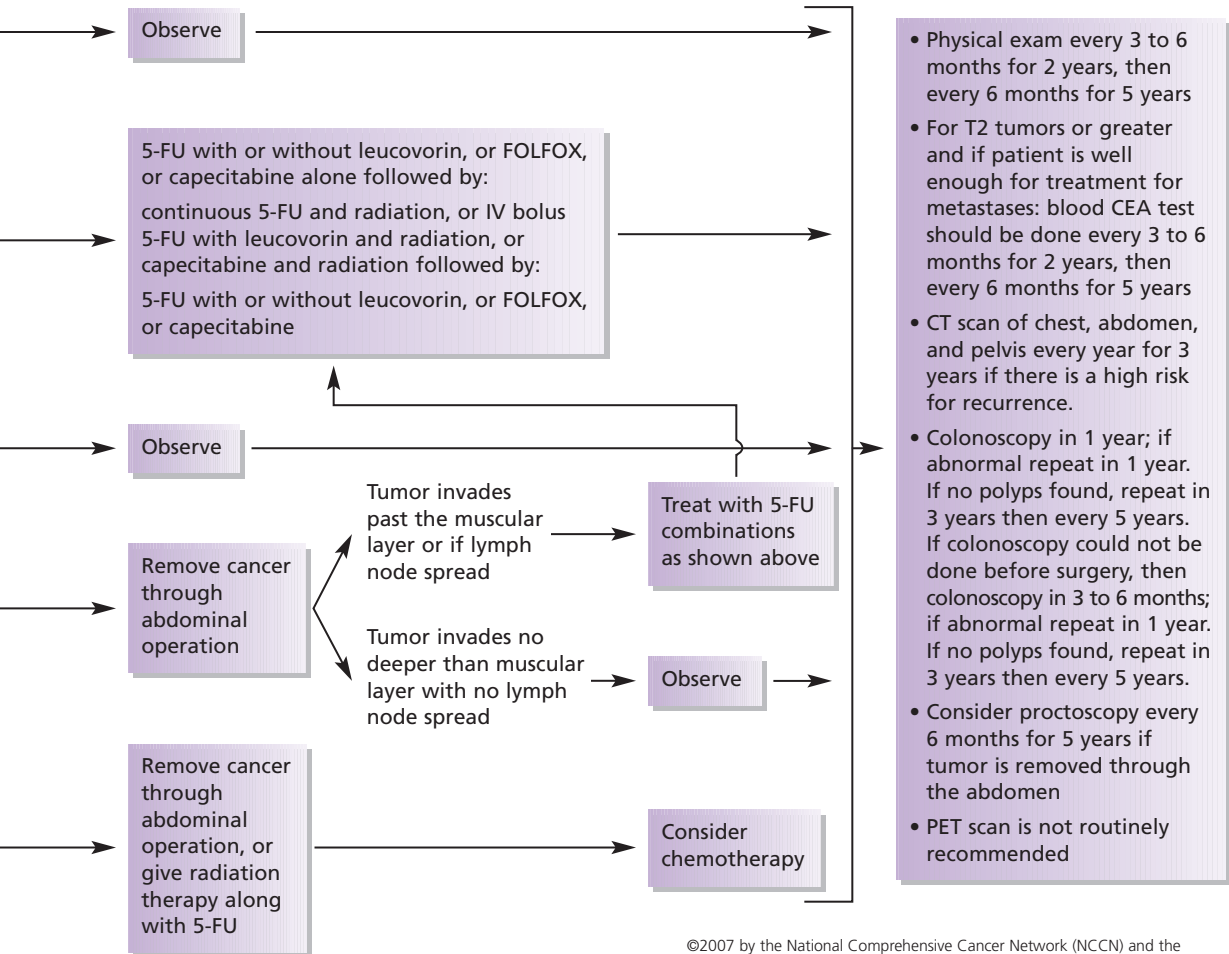 Observe
5-FU with or without leucovorin, or FOLFOX,
or capecitabine alone followed by:
continuous 5-FU and radiation, or IV bolus
5-FU with leucovorin and radiation, or
capecitabine and radiation followed by:
5-FU with or without leucovorin, or FOLFOX,
or capecitabine
Observe
Remove cancer
through
abdominal
operation
Tumor invades
past the muscular
layer or if lymph
node spread
Treat with 5-FU
combinations
as shown above
Tumor invades no
deeper than muscular
layer with no lymph
node spread
Observe
Remove cancer
through
abdominal
operation, or
give radiation
therapy along
with 5-FU
Consider
chemotherapy
• Physical exam every 3 to 6
months for 2 years, then
every 6 months for 5 years
• For T2 tumors or greater
and if patient is well
enough for treatment for
metastases: blood CEA test
should be done every 3 to 6
months for 2 years, then
every 6 months for 5 years
• CT scan of chest, abdomen,
and pelvis every year for 3
years if there is a high risk
for recurrence.
• Colonoscopy in 1 year; if
abnormal repeat in 1 year.
If no polyps found, repeat in
3 years then every 5 years.
If colonoscopy could not be
done before surgery, then
colonoscopy in 3 to 6 months;
if abnormal repeat in 1 year.
If no polyps found, repeat in
3 years then every 5 years.
• Consider proctoscopy every
6 months for 5 years if
tumor is removed through
the abdomen
• PET scan is not routinely
recommended
©2007 by the National Comprehensive Cancer Network (NCCN) and the